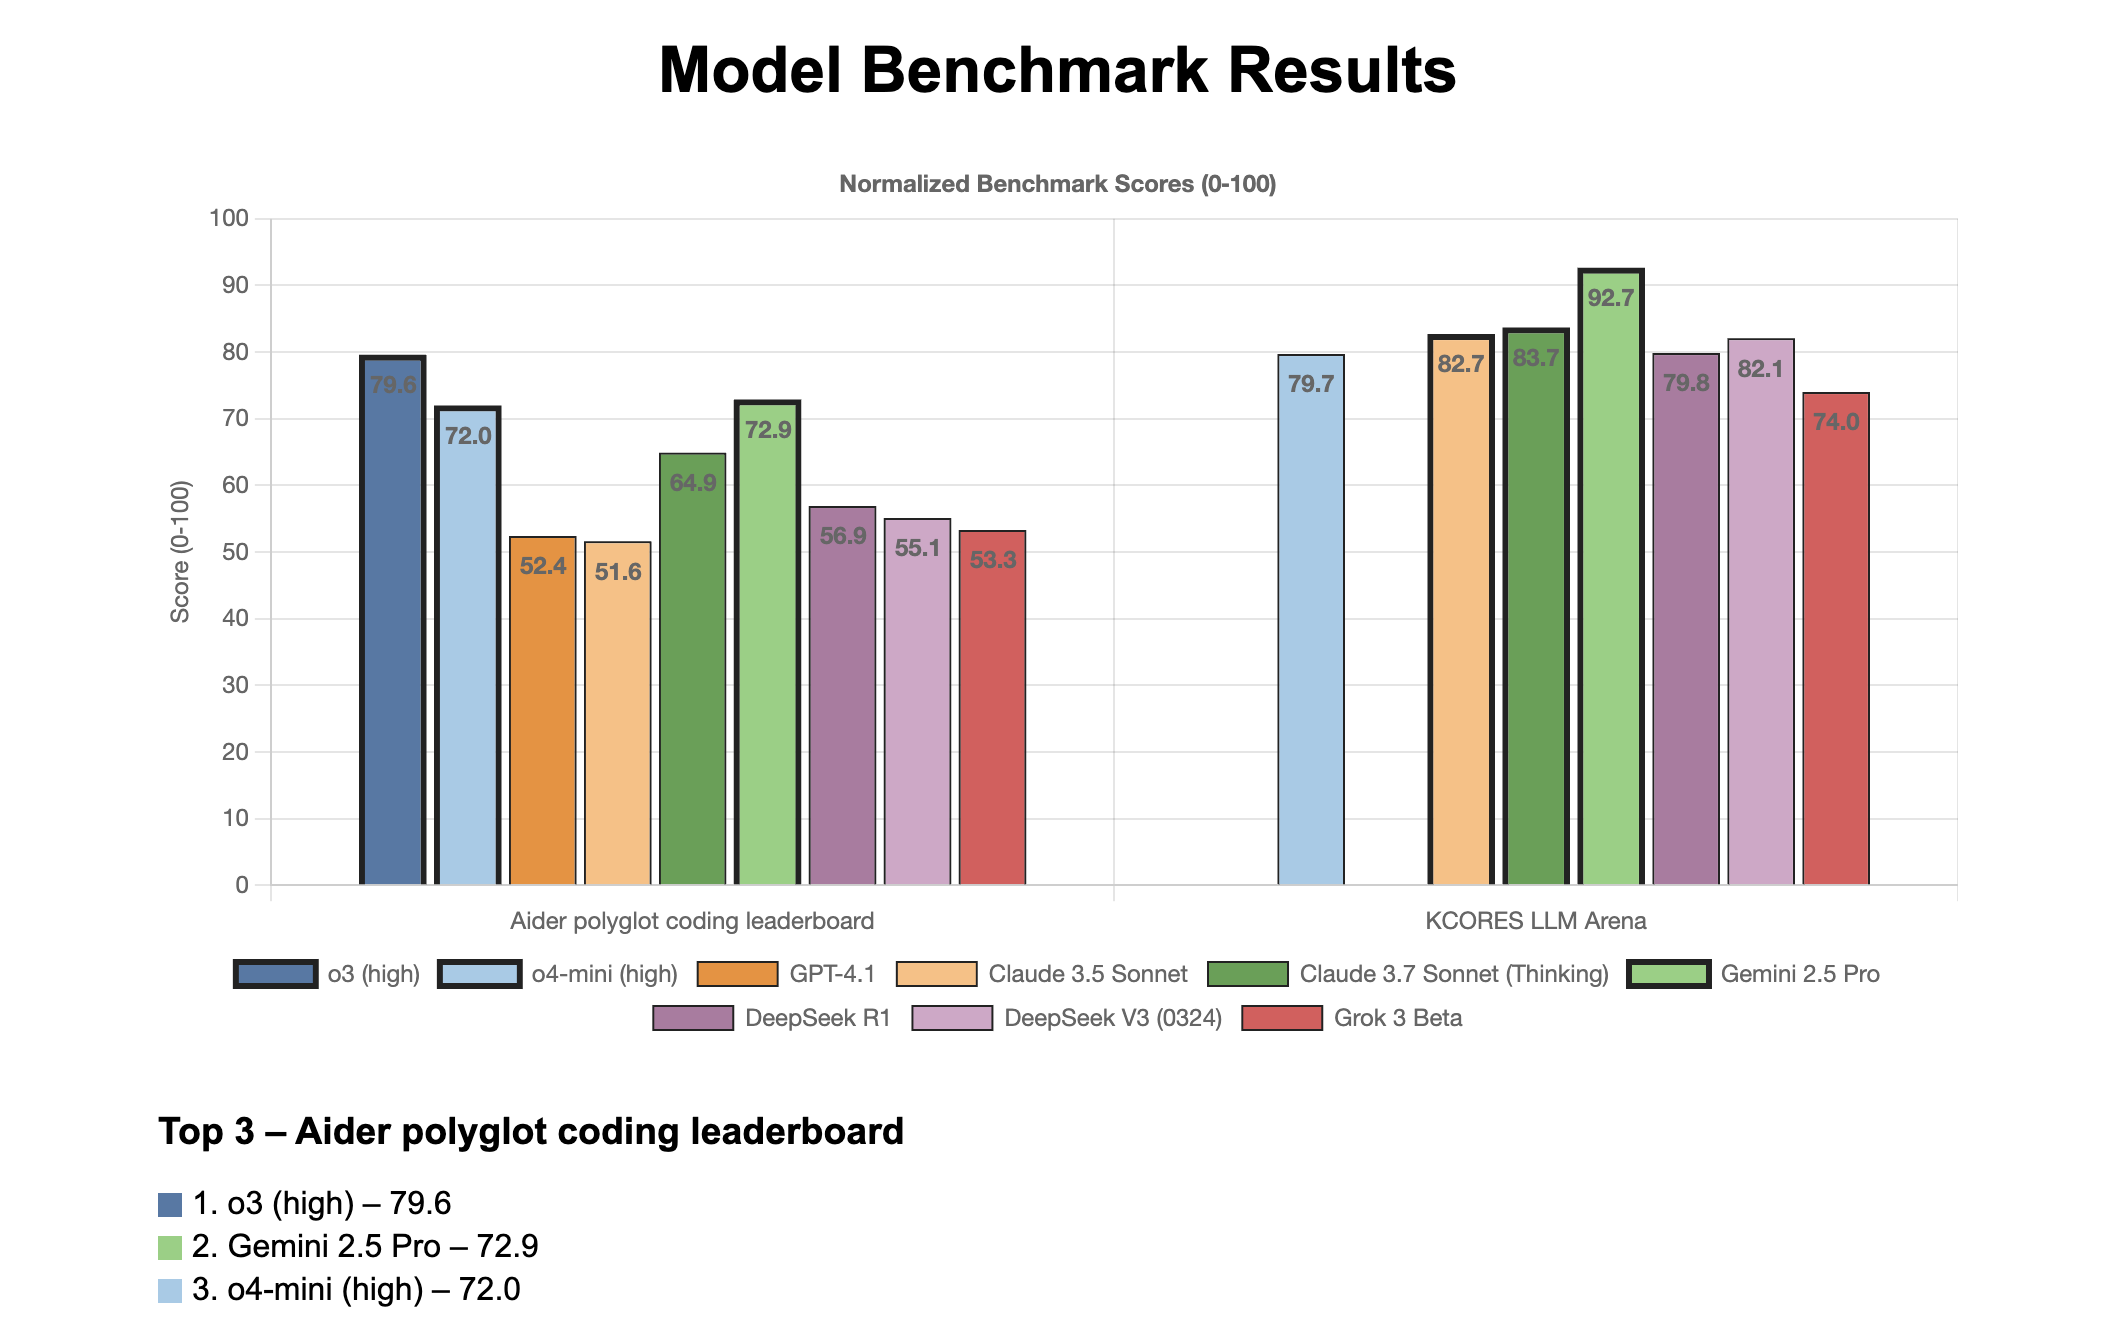 Model Benchmark Results
Normalized Benchmark Scores (0-100)
Score (0-100)
100
90
80
70
60
50
40
30
20
10
0
79.6
72.0
52.4
51.6
64.9
72.9
56.9
55.1
53.3
79.7
82.7
83.7
92.7
79.8
82.1
74.0
Aider polyglot coding leaderboard
KCORES LLM Arena
o3 (high) o4-mini (high) GPT-4.1 Claude 3.5 Sonnet Claude 3.7 Sonnet (Thinking) Gemini 2.5 Pro
DeepSeek R1 DeepSeek V3 (0324) Grok 3 Beta
Top 3 – Aider polyglot coding leaderboard
1. o3 (high) – 79.6
2. Gemini 2.5 Pro – 72.9
3. o4-mini (high) – 72.0